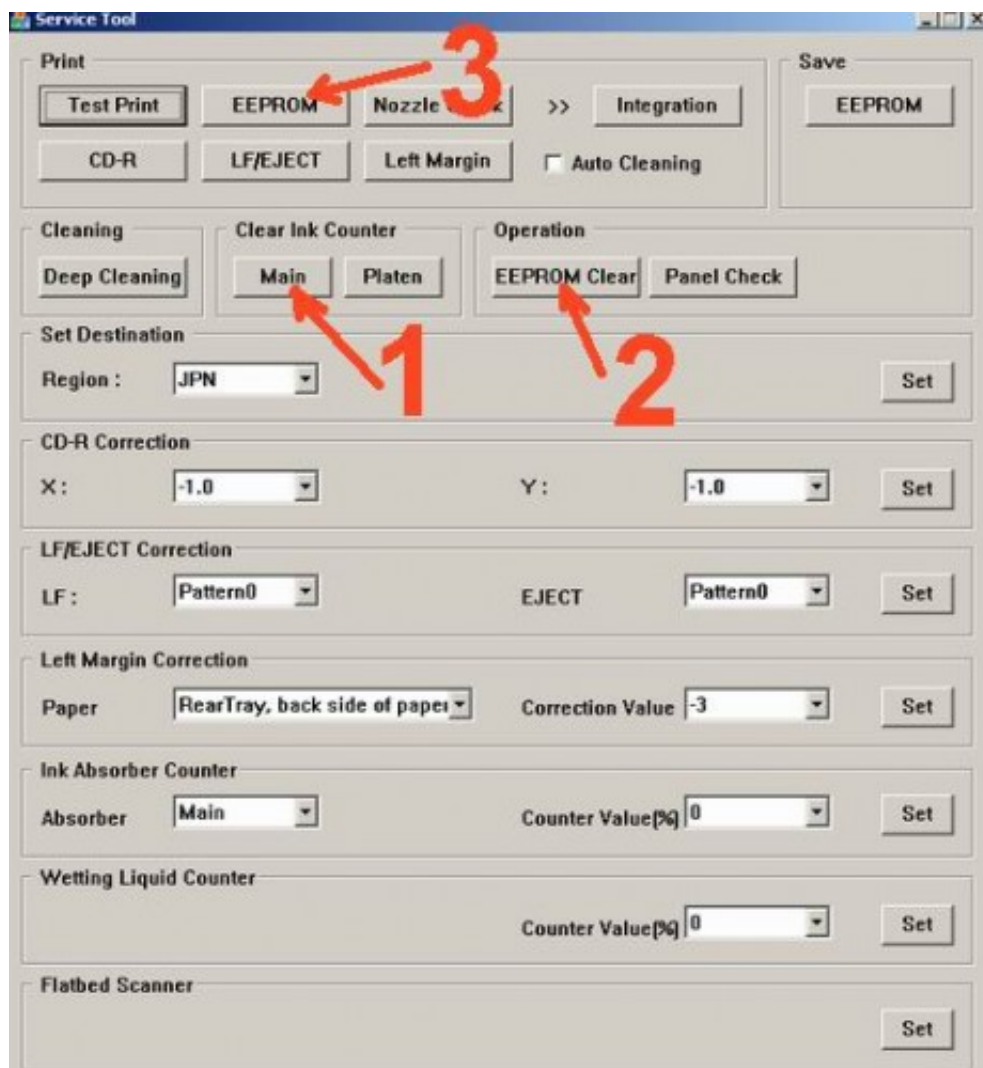 Service Tool
Print
Save
3
Test Print EEPROM Nozzle >> Integration EEPROM
CD-R LF/EJECT Left Margin Auto Cleaning
Cleaning Clear Ink Counter Operation
Deep Cleaning Main Platen EEPROM Clear Panel Check
1 2
Set Destination
Region : JPN Set
CD-R Correction
X : -1.0 Y : -1.0 Set
LF/EJECT Correction
LF : Pattern0 EJECT Pattern0 Set
Left Margin Correction
Paper RearTray, back side of paper Correction Value -3 Set
Ink Absorber Counter
Absorber Main Counter Value(%) 0 Set
Wetting Liquid Counter
Counter Value(%) 0 Set
Flatbed Scanner
Set